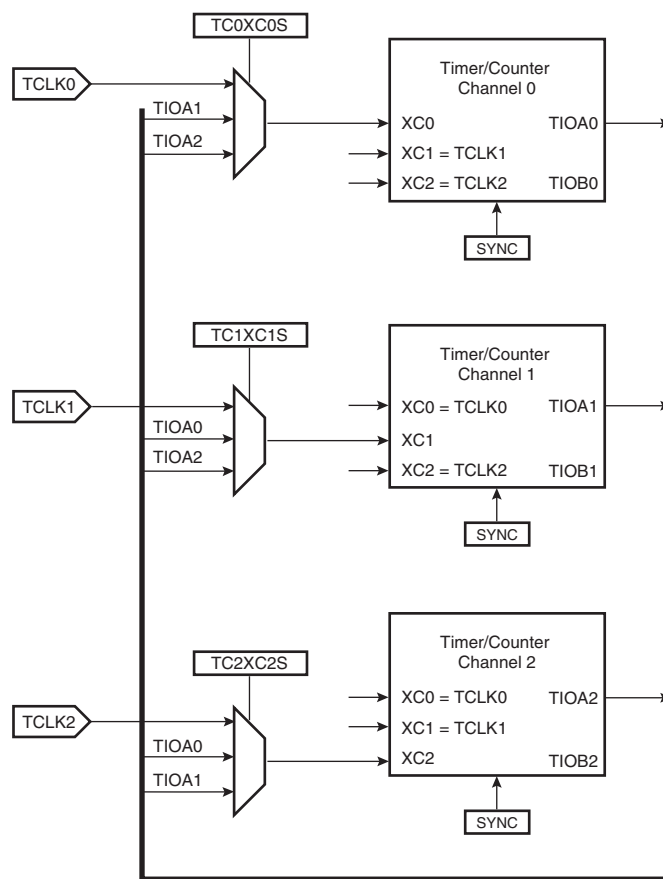 TC0XC0S
TCLK0
TIOA1
TIOA2
Timer/Counter
Channel 0
XC0
TIOA0
XC1 = TCLK1
XC2 = TCLK2
TIOB0
SYNC
TC1XC1S
TCLK1
TIOA0
TIOA2
Timer/Counter
Channel 1
XC0 = TCLK0
TIOA1
XC1
XC2 = TCLK2
TIOB1
SYNC
TC2XC2S
TCLK2
TIOA0
TIOA1
Timer/Counter
Channel 2
XC0 = TCLK0
TIOA2
XC1 = TCLK1
XC2
TIOB2
SYNC